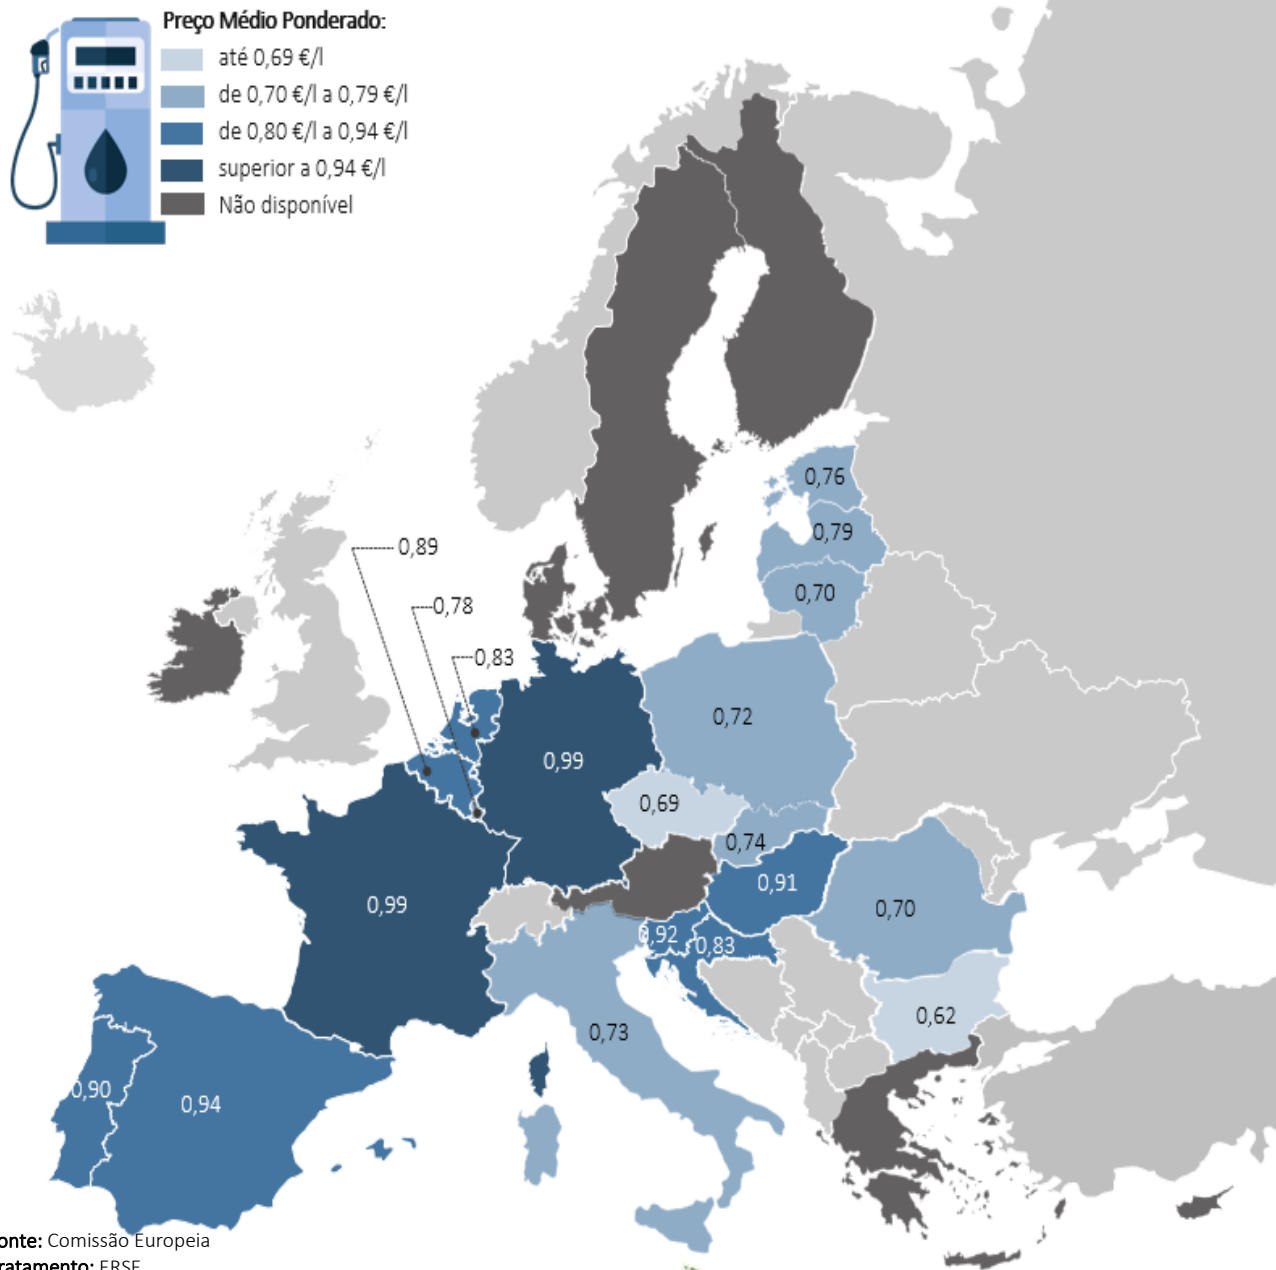 Preço Médio Ponderado:
até 0,69 €/l
de 0,70 €/l a 0,79 €/l
de 0,80 €/l a 0,94 €/l
superior a 0,94 €/l
Não disponível
0,76
0,79
0,89
0,70
0,78
0,83
0,72
0,99
0,69
0,74
0,91
0,99
0,70
0,92
0,83
0,62
0,73
0,90
0,94
onte: Comissão Europeia
ratamento: ERSE